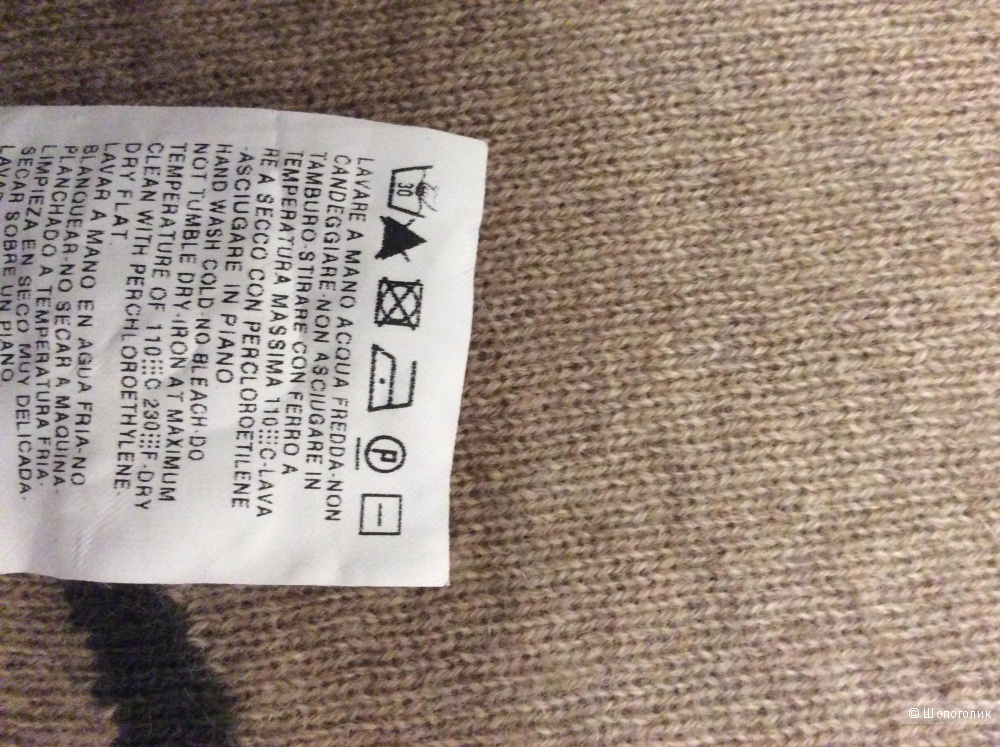 30
P
LAVARE A MANO ACQUA FREDDA-NON
CANDEGGIARE-NON ASCIUGARE IN
TAMBURO-STIRARE CON FERRO A
TEMPERATURA MASSIMA 110°C-LAVA
RE A SECCO CON PERCLOROETILENE
-ASCIUGARE IN PIANO
HAND WASH COLD-NO BLEACH-DO
NOT TUMBLE DRY-IRON AT MAXIMUM
TEMPERATURE OF 110°C 230°F-DRY
CLEAN WITH PERCHLOROETHYLENE-
DRY FLAT.
LAVAR A MANO EN AGUA FRIA-NO
BLANQUEAR-NO SECAR A MAQUINA-
PLANCHADO A TEMPERATURA FRIA.
LIMPIEZA EN SECO MUY DELICADA-
SECAR SOBRE UN PIANO
© Шопоголик